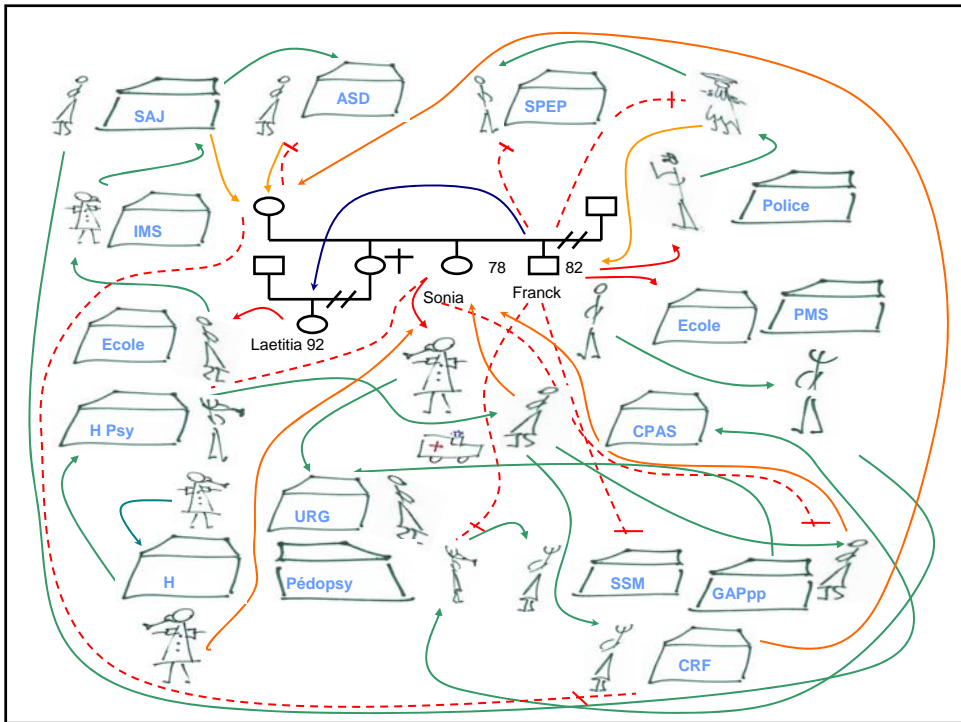 ASD
SPEP
SAJ
Police
IMS
78
82
Sonia
Franck
Ecole
Laetitia 92
Ecole
PMS
H Psy
CPAS
URG
H
Pédopsy
SSM
GAPpp
CRF